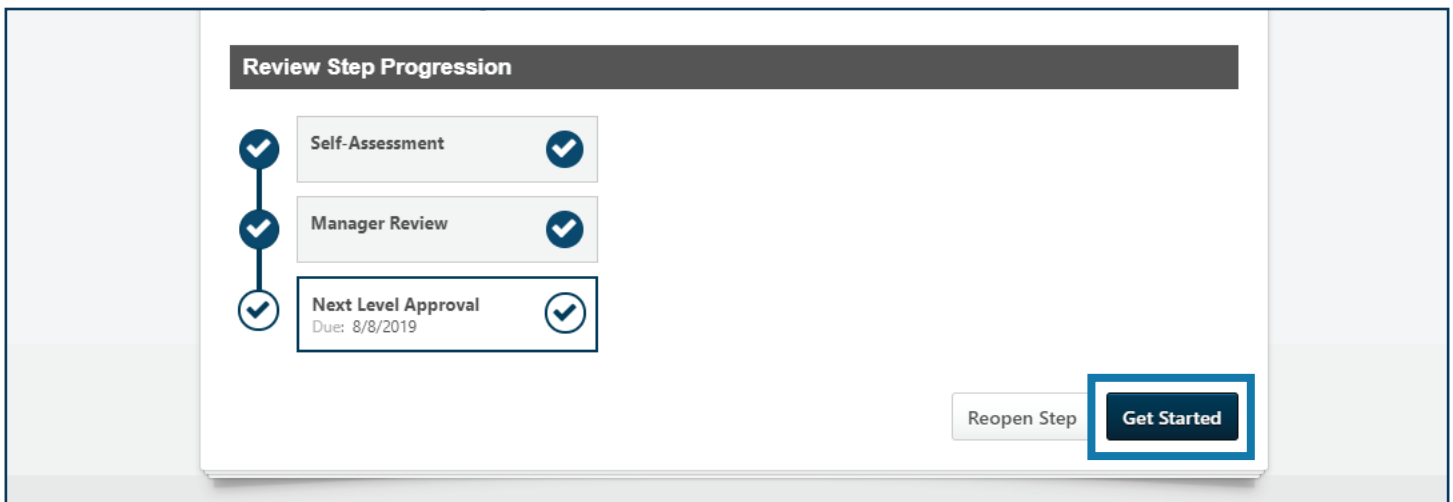 Review Step Progression
Self-Assessment
Manager Review
Next Level Approval
Due: 8/8/2019
Reopen Step
Get Started